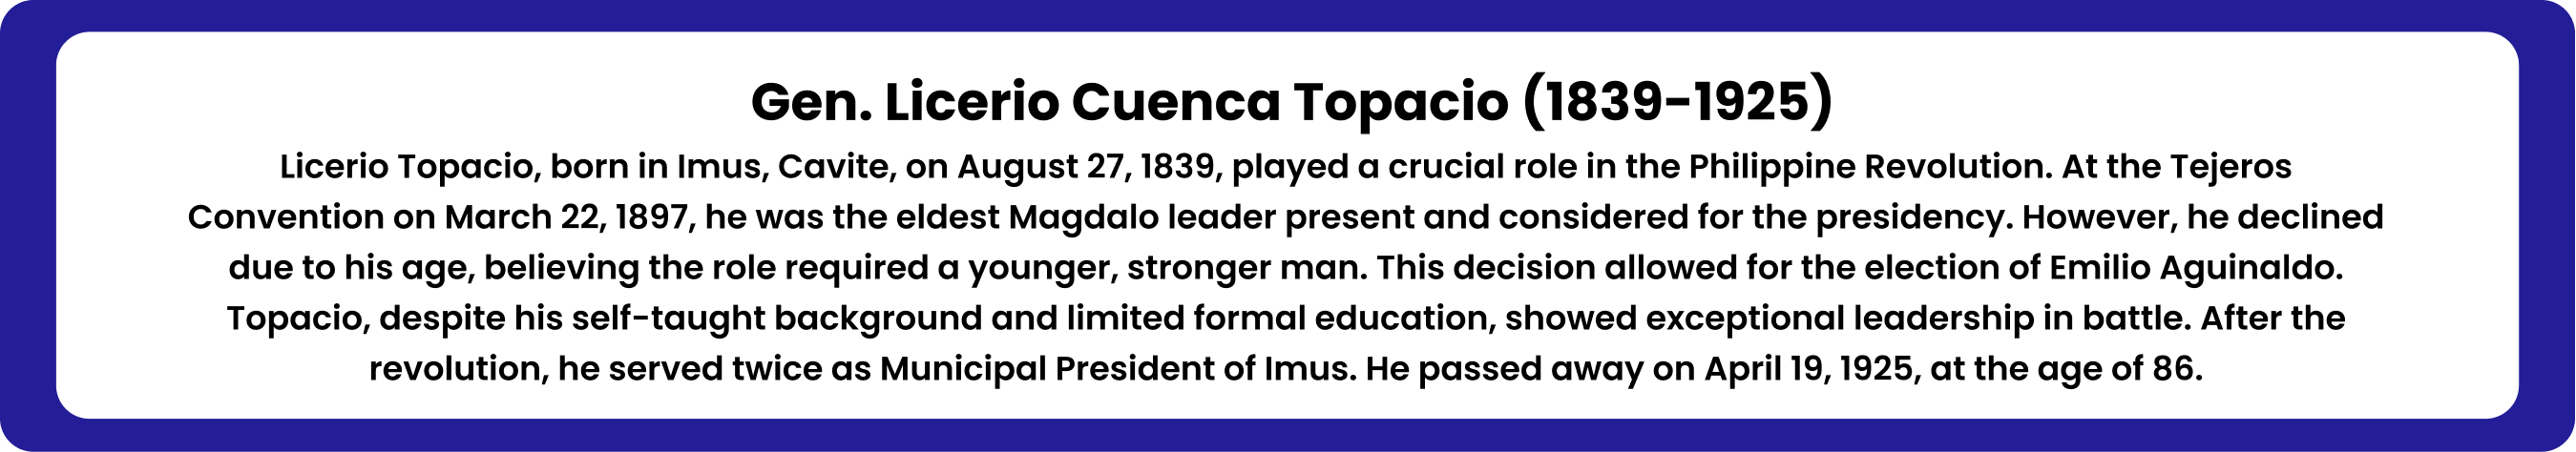 Gen. Licerio Cuenca Topacio (1839-1925)
Licerio Topacio, born in Imus, Cavite, on August 27, 1839, played a crucial role in the Philippine Revolution. At the Tejeros
Convention on March 22, 1897, he was the eldest Magdalo leader present and considered for the presidency. However, he declined
due to his age, believing the role required a younger, stronger man. This decision allowed for the election of Emilio Aguinaldo.
Topacio, despite his self-taught background and limited formal education, showed exceptional leadership in battle. After the
revolution, he served twice as Municipal President of Imus. He passed away on April 19, 1925, at the age of 86.